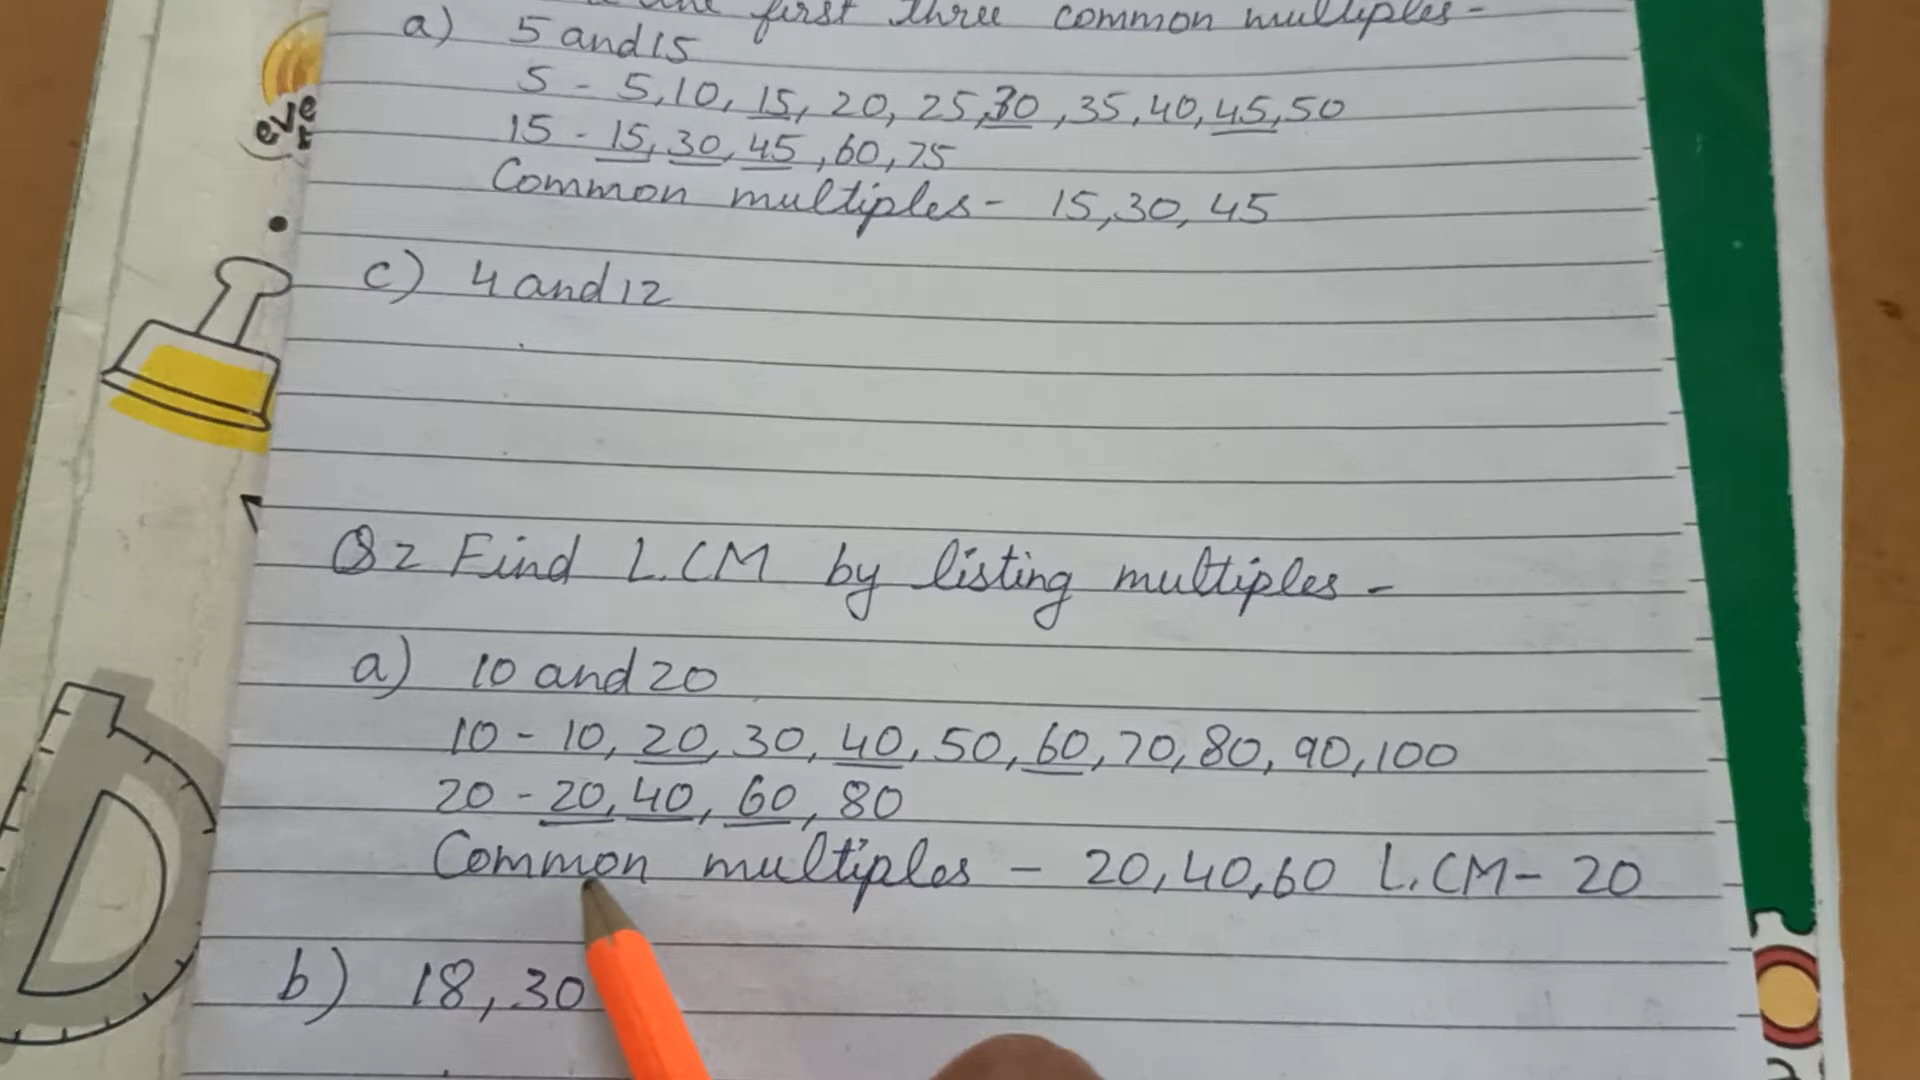 the first three common multiples-
a) 5 and 15
5 - 5,10, 15, 20, 25,30,35,40,45,50
15 - 15,30,45,60,75
Common multiples - 15,30,45
c) 4 and 12
Q2 Find L.CM by listing multiples -
a) 10 and 20
10 - 10,20,30,40,50,60,70,80,90,100
20 - 20,40,60,80
Common multiples - 20,40,60 L.CM- 20
b) 18,30